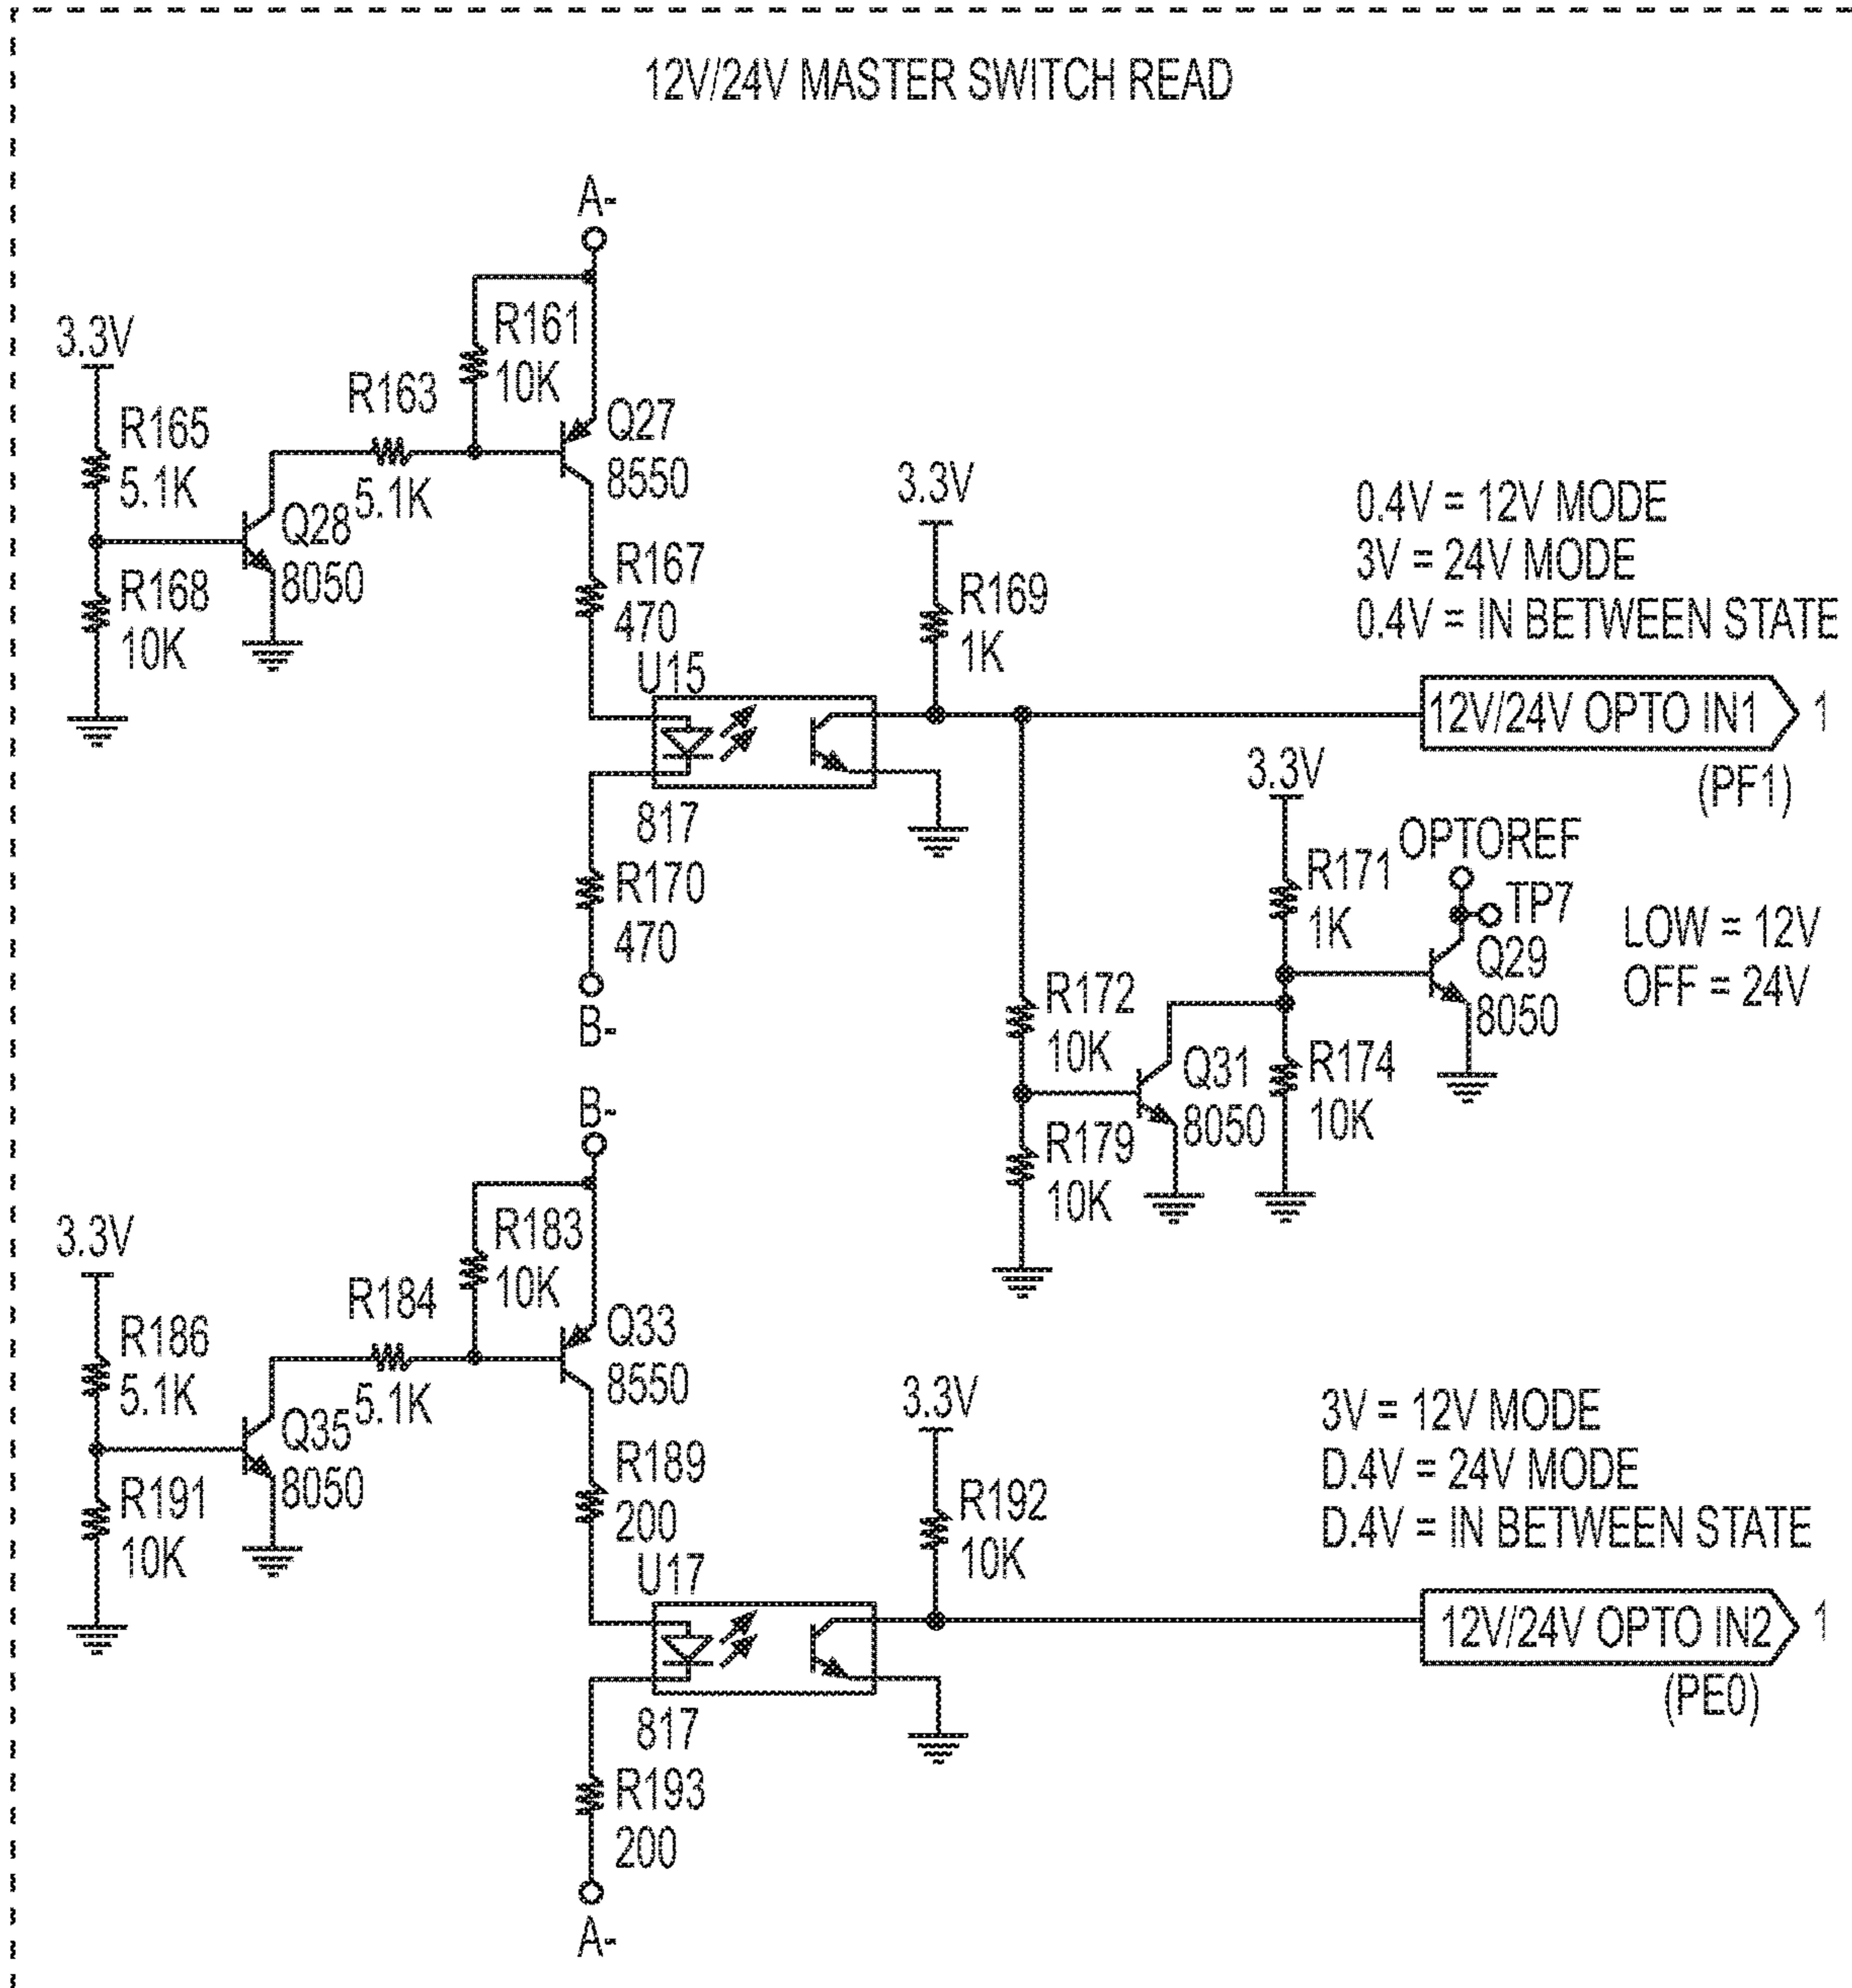 12V/24V MASTER SWITCH READ
A-
3.3V
R161
10K
R163
5.1K
R165
5.1K
Q27
8550
Q28
8050
R168
10K
R167
470
3.3V
R169
1K
0.4V = 12V MODE
3V = 24V MODE
0.4V = IN BETWEEN STATE
U15
817
12V/24V OPTO IN1
1
(PF1)
R170
470
B-
3.3V
R171
1K
OPTOREF
TP7
Q29
8050
LOW = 12V
OFF = 24V
R172
10K
Q31
8050
R174
10K
R179
10K
B-
3.3V
R183
10K
R184
5.1K
R186
5.1K
Q33
8550
Q35
8050
R191
10K
R189
200
3.3V
R192
10K
3V = 12V MODE
D.4V = 24V MODE
D.4V = IN BETWEEN STATE
U17
817
12V/24V OPTO IN2
1
(PE0)
R193
200
A-